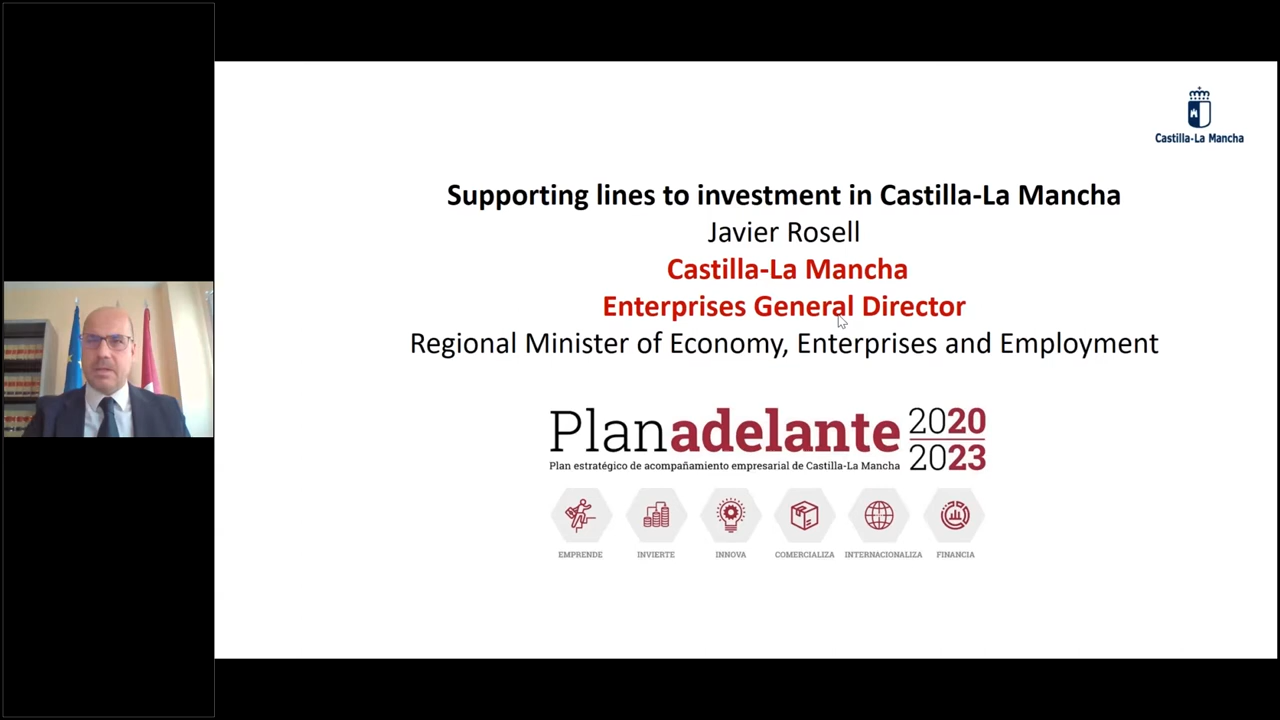 Castilla-La Mancha
Supporting lines to investment in Castilla-La Mancha
Javier Rosell
Castilla-La Mancha
Enterprises General Director
Regional Minister of Economy, Enterprises and Employment
Planadelante 2020
2023
Plan estratégico de acompañamiento empresarial de Castilla-La Mancha
EMPRENDE INVIERTE INNOVA COMERCIALIZA INTERNACIONALIZA FINANCIA